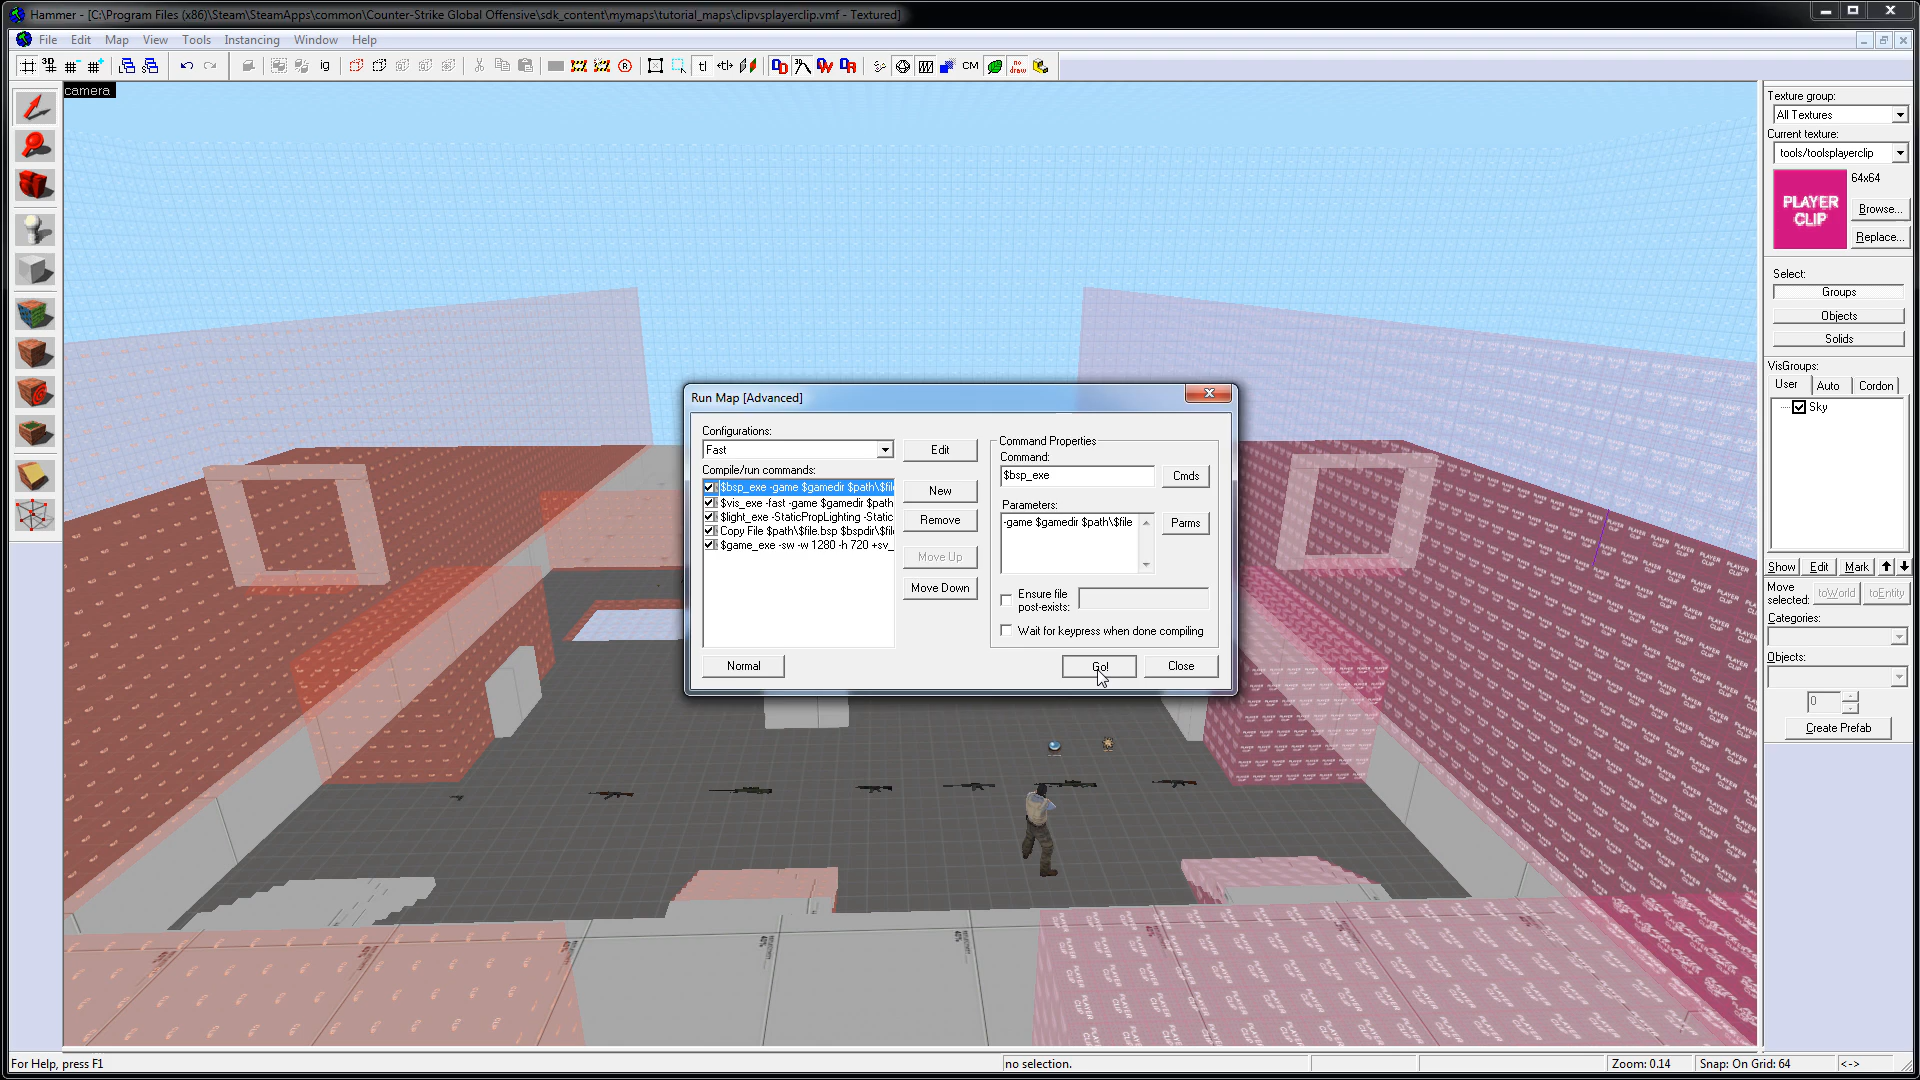 Hammer - [C:\Program Files (x86)\Steam\SteamApps\common\Counter-Strike Global Offensive\sdk_content\mymaps\tutorial_maps\clipvsplayerclip.vmf - Textured]
File Edit Map View Tools Instancing Window Help
3D
ig
tl
+tl+
CM
no draw
camera
Texture group:
All Textures
Current texture:
tools/toolsplayerclip
64x64
PLAYER
CLIP
Browse...
Replace...
Select:
Groups
Objects
Solids
VisGroups:
User Auto Cordon
Sky
Show Edit Mark
Move
selected:
toWorld toEntity
Categories:
Objects:
0
Create Prefab
Run Map [Advanced]
Configurations:
Fast
Edit
Compile/run commands:
$bsp_exe -game $gamedir $path\$file
$vis_exe -fast -game $gamedir $path
$light_exe -StaticPropLighting -Static
Copy File $path\$file.bsp $bspdir\$file
$game_exe -sw -w 1280 -h 720 +sv_
New
Remove
Move Up
Move Down
Normal
Command Properties
Command:
$bsp_exe
Cmds
Parameters:
-game $gamedir $path\$file
Parms
Ensure file
post-exists:
Wait for keypress when done compiling
Go!
Close
For Help, press F1
no selection.
Zoom: 0.14
Snap: On Grid: 64
<->